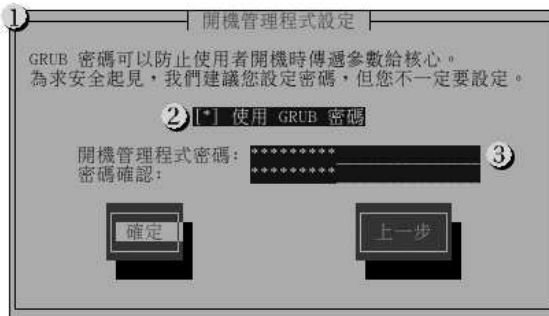 1
開機管理程式設定
GRUB 密碼可以防止使用者開機時傳遞參數給核心。
為求安全起見，我們建議您設定密碼，但您不一定要設定。
2 [*] 使用 GRUB 密碼
開機管理程式密碼: ********* 3
密碼確認: *********
確定 上一步